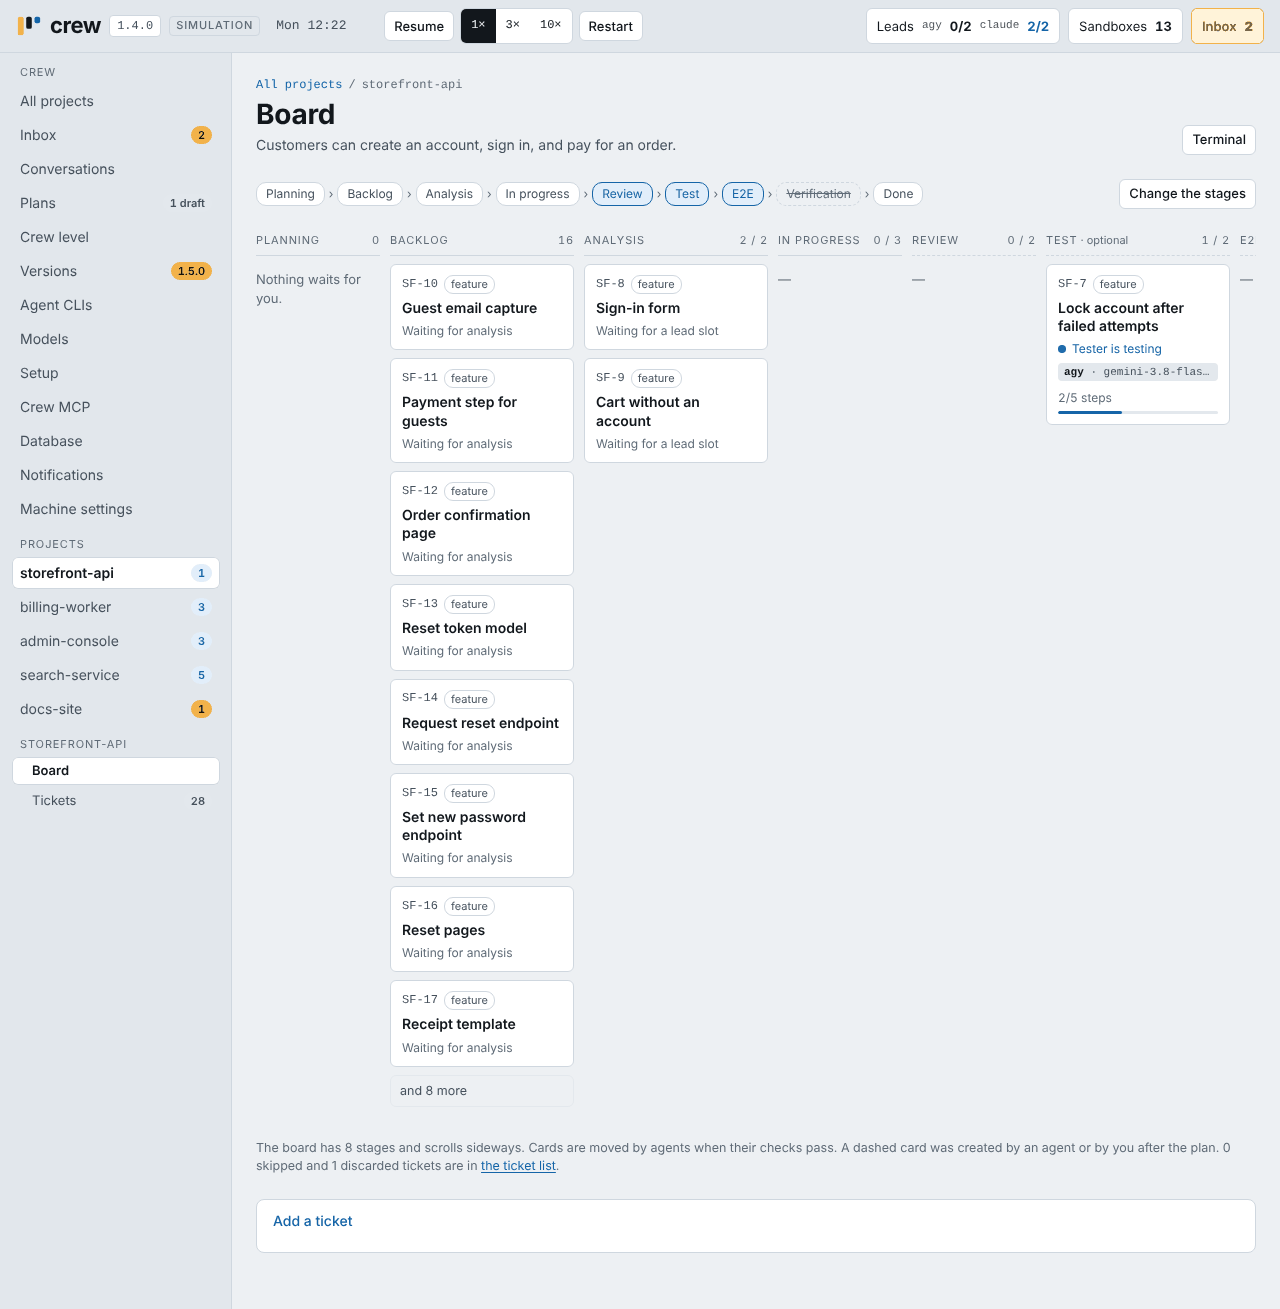 crew 1.4.0 SIMULATION Mon 12:22 Resume 1× 3× 10× Restart Leads agy 0/2 claude 2/2 Sandboxes 13 Inbox 2
CREW
All projects
Inbox 2
Conversations
Plans 1 draft
Crew level
Versions 1.5.0
Agent CLIs
Models
Setup
Crew MCP
Database
Notifications
Machine settings
PROJECTS
storefront-api 1
billing-worker 3
admin-console 3
search-service 5
docs-site 1
STOREFRONT-API
Board
Tickets 28
All projects / storefront-api
Board
Customers can create an account, sign in, and pay for an order.
Terminal
Planning › Backlog › Analysis › In progress › Review › Test › E2E › Verification › Done
Change the stages
PLANNING 0
Nothing waits for
you.
BACKLOG 16
SF-10 feature
Guest email capture
Waiting for analysis
SF-11 feature
Payment step for
guests
Waiting for analysis
SF-12 feature
Order confirmation
page
Waiting for analysis
SF-13 feature
Reset token model
Waiting for analysis
SF-14 feature
Request reset endpoint
Waiting for analysis
SF-15 feature
Set new password
endpoint
Waiting for analysis
SF-16 feature
Reset pages
Waiting for analysis
SF-17 feature
Receipt template
Waiting for analysis
and 8 more
ANALYSIS 2 / 2
SF-8 feature
Sign-in form
Waiting for a lead slot
SF-9 feature
Cart without an
account
Waiting for a lead slot
IN PROGRESS 0 / 3
—
REVIEW 0 / 2
—
TEST · optional 1 / 2
SF-7 feature
Lock account after
failed attempts
Tester is testing
agy · gemini-3.8-flas…
2/5 steps
E2
—
The board has 8 stages and scrolls sideways. Cards are moved by agents when their checks pass. A dashed card was created by an agent or by you after the plan. 0
skipped and 1 discarded tickets are in the ticket list.
Add a ticket